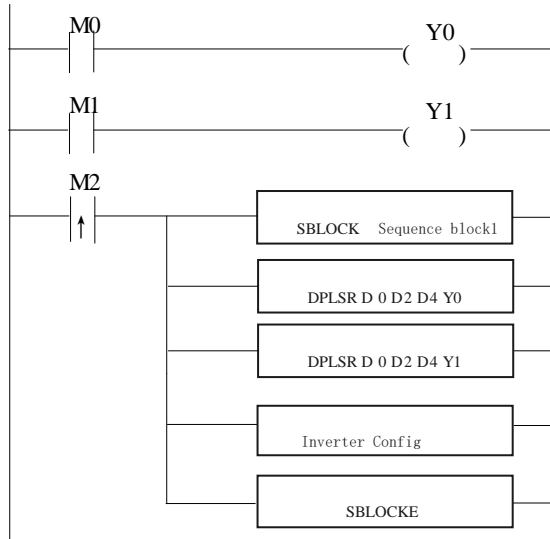 M0
Y0
( )
M1
Y1
( )
M2
SBLOCK Sequence block1
DPLSR D 0 D2 D4 Y0
DPLSR D 0 D2 D4 Y1
Inverter Config
SBLOCKE